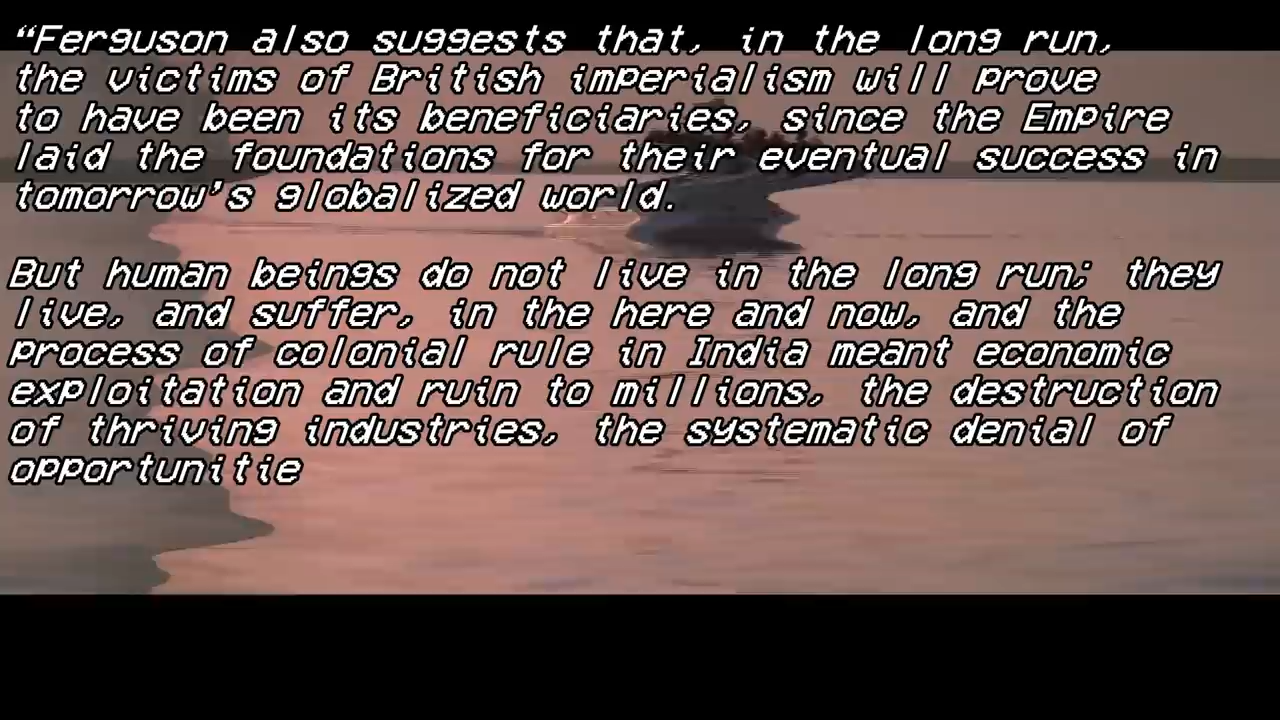 “Ferguson also suggests that, in the long run,
the victims of British imperialism will prove
to have been its beneficiaries, since the Empire
laid the foundations for their eventual success in
tomorrow's globalized world.
But human beings do not live in the long run; they
live, and suffer, in the here and now, and the
process of colonial rule in India meant economic
exploitation and ruin to millions, the destruction
of thriving industries, the systematic denial of
opportunitie